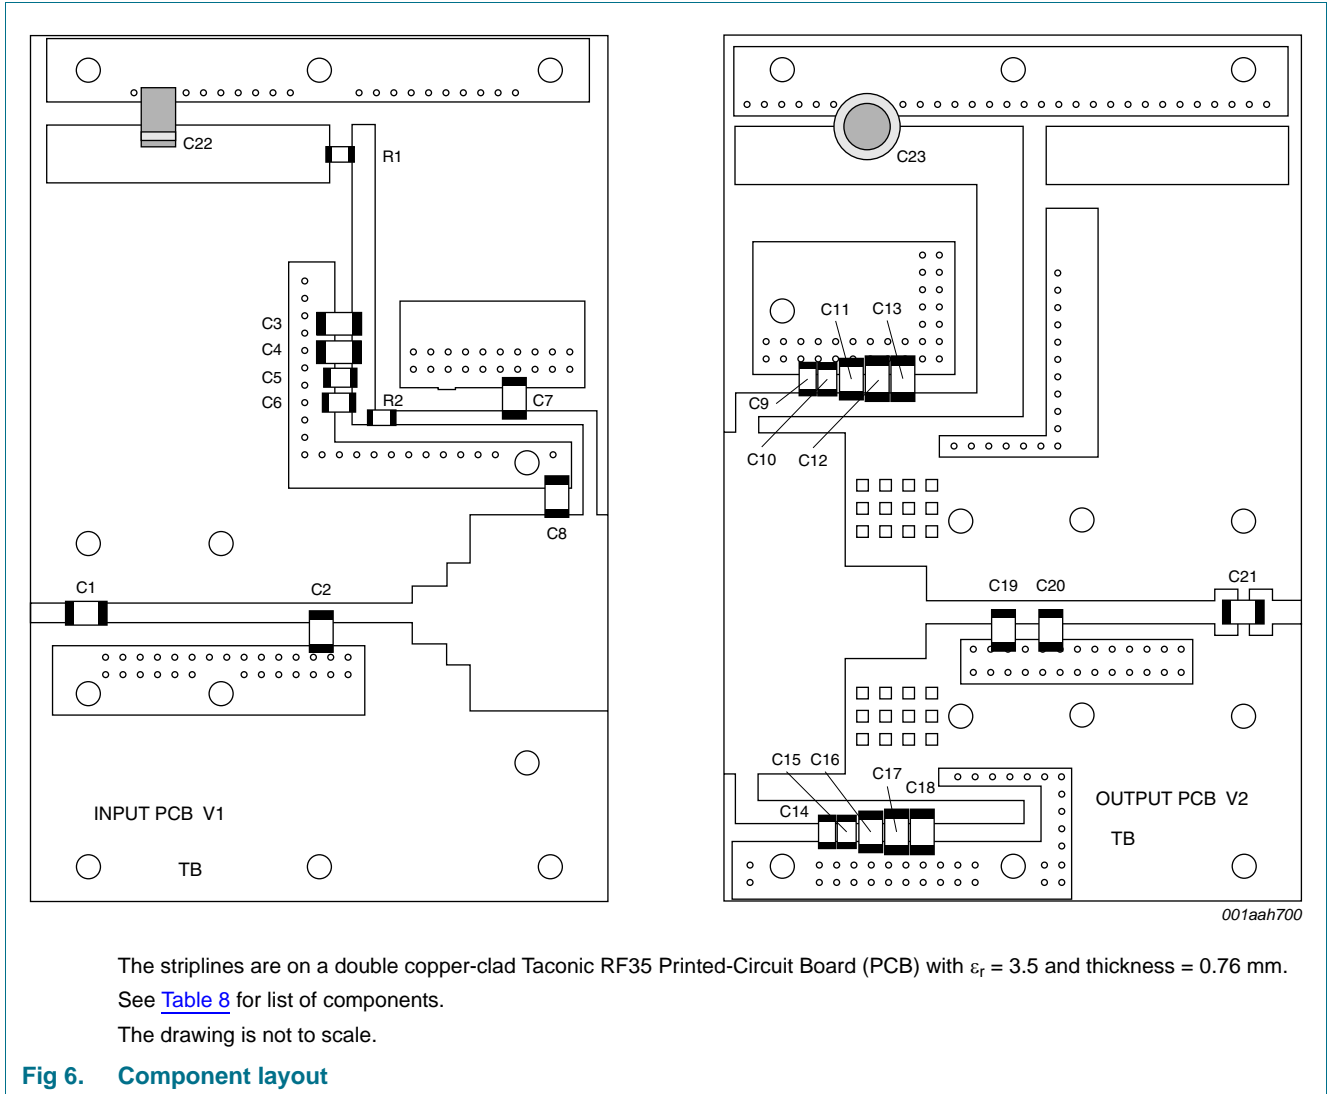 C22
R1
C23
C3
C4
C5
C6
R2
C7
C8
C1
C2
INPUT PCB V1
TB
C11
C13
C9
C10
C12
C19
C20
C21
C15
C16
C17
C18
C14
OUTPUT PCB V2
TB
001aah700
The striplines are on a double copper-clad Taconic RF35 Printed-Circuit Board (PCB) with εr = 3.5 and thickness = 0.76 mm.
See Table 8 for list of components.
The drawing is not to scale.
Fig 6. Component layout